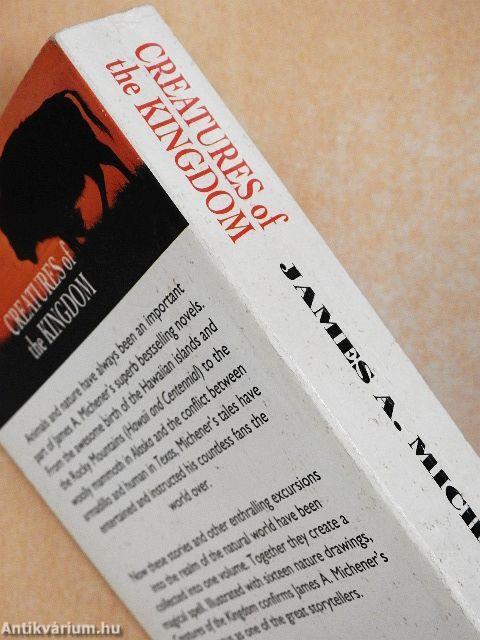 CREATURES of
the KINGDOM
JAMES A. MICH
CREATURES of
the KINGDOM
Animals and nature have always been an important
part of James A. Michener's superb bestselling novels.
From the awesome birth of the Hawaiian islands and
the Rocky Mountains (Hawaii and Centennial) to the
woolly mammoth in Alaska and the conflict between
armadillo and human in Texas, Michener's tales have
entertained and instructed his countless fans the
world over.
Now these stories and other enthralling excursions
into the realm of the natural world have been
collected into one volume. Together they create a
magical spell. Illustrated with sixteen nature drawings,
Creatures of the Kingdom confirms James A. Michener's
as one of the great storytellers.
Antikvárium.hu